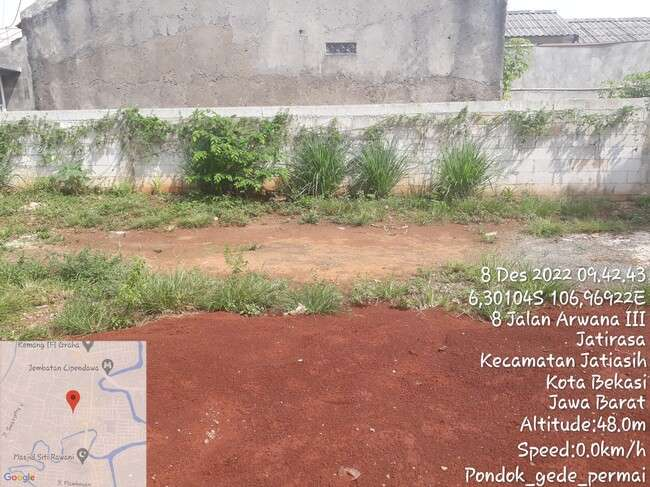 8 Des 2022 09.42.43
6,30104S 106,96922E
8 Jalan Arwana III
Jatirasa
Kecamatan Jatiasih
Kota Bekasi
Jawa Barat
Altitude:48.0m
Speed:0.0km/h
Pondok_gede_permai
Kemang IFI Graha
Jembatan Cipendawa
Masjid Siti Rawani
Google